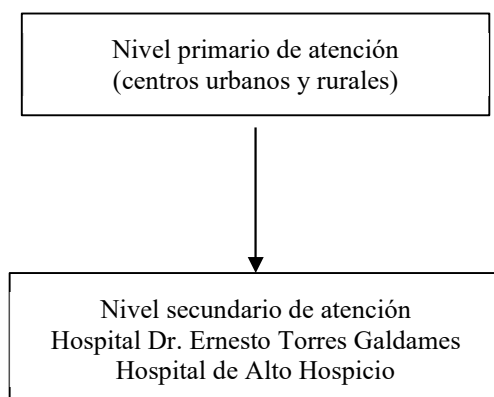 Nivel primario de atención
(centros urbanos y rurales)
Nivel secundario de atención
Hospital Dr. Ernesto Torres Galdames
Hospital de Alto Hospicio